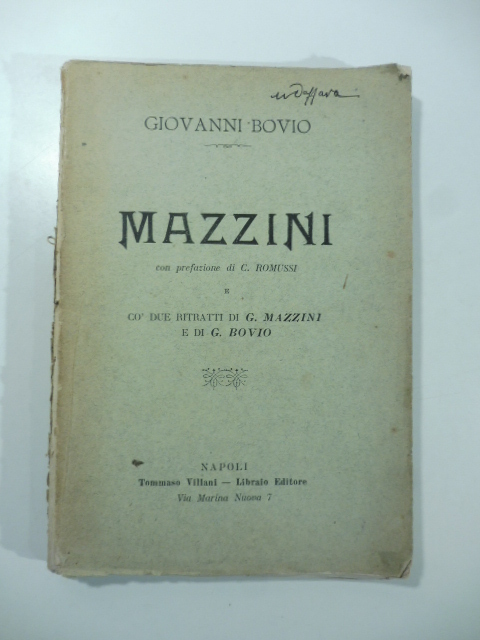 GIOVANNI BOVIO
MAZZINI
con prefazione di C. ROMUSSI
E
CO' DUE RITRATTI DI G. MAZZINI
E DI G. BOVIO
NAPOLI
Tommaso Villani — Libraio Editore
Via Marina Nuova 7